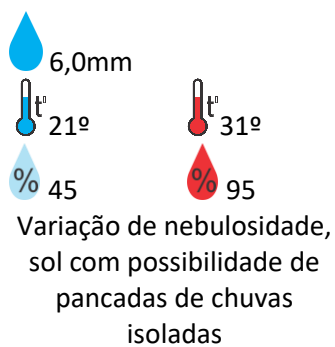 6,0mm
t° 21º t° 31º
% 45 % 95
Variação de nebulosidade,
sol com possibilidade de
pancadas de chuvas
isoladas